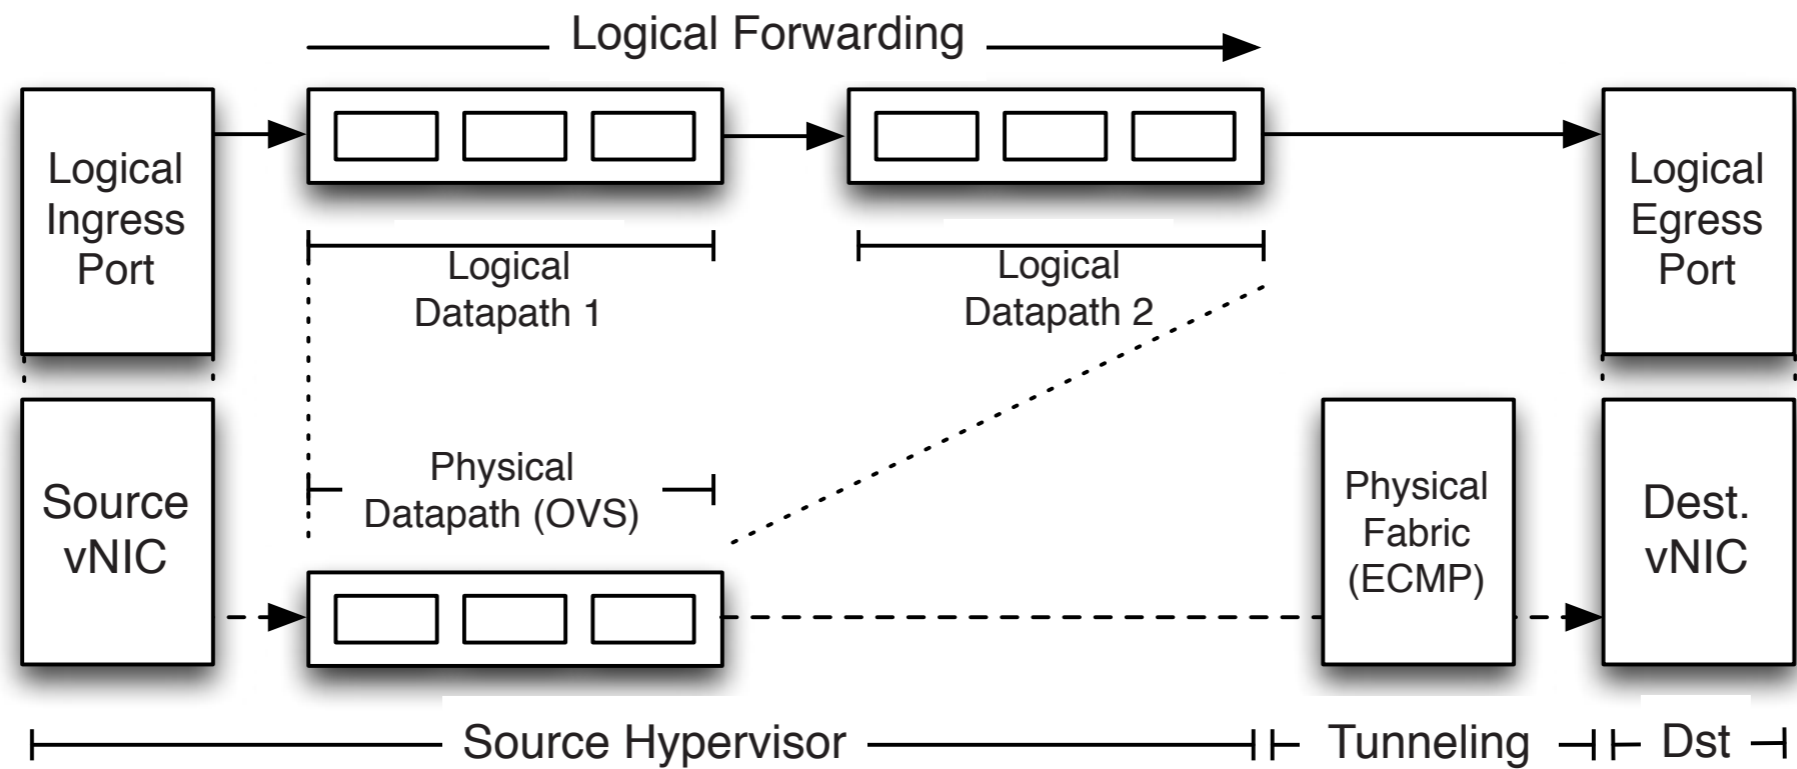 Logical Forwarding
Logical
Ingress
Port
Logical
Egress
Port
Logical
Datapath 1
Logical
Datapath 2
Source
vNIC
Physical
Datapath (OVS)
Physical
Fabric
(ECMP)
Dest.
vNIC
Source Hypervisor
Tunneling
Dst